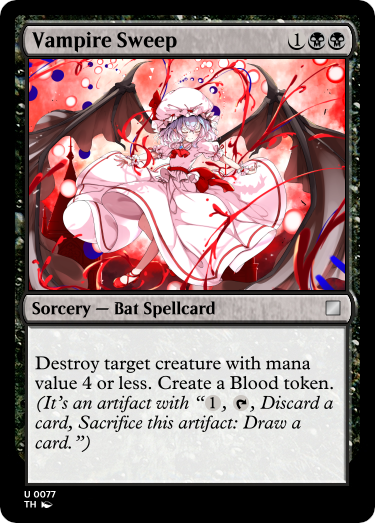 Vampire Sweep 1
Sorcery — Bat Spellcard
Destroy target creature with mana
value 4 or less. Create a Blood token.
(It's an artifact with “1, , Discard a
card, Sacrifice this artifact: Draw a
card.”)
U 0077
TH